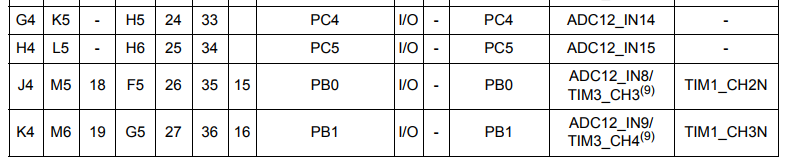 G4 K5 - H5 24 33 PC4 I/O - PC4 ADC12_IN14 -
H4 L5 - H6 25 34 PC5 I/O - PC5 ADC12_IN15 -
J4 M5 18 F5 26 35 15 PB0 I/O - PB0 ADC12_IN8/ TIM3_CH3(9) TIM1_CH2N
K4 M6 19 G5 27 36 16 PB1 I/O - PB1 ADC12_IN9/ TIM3_CH4(9) TIM1_CH3N